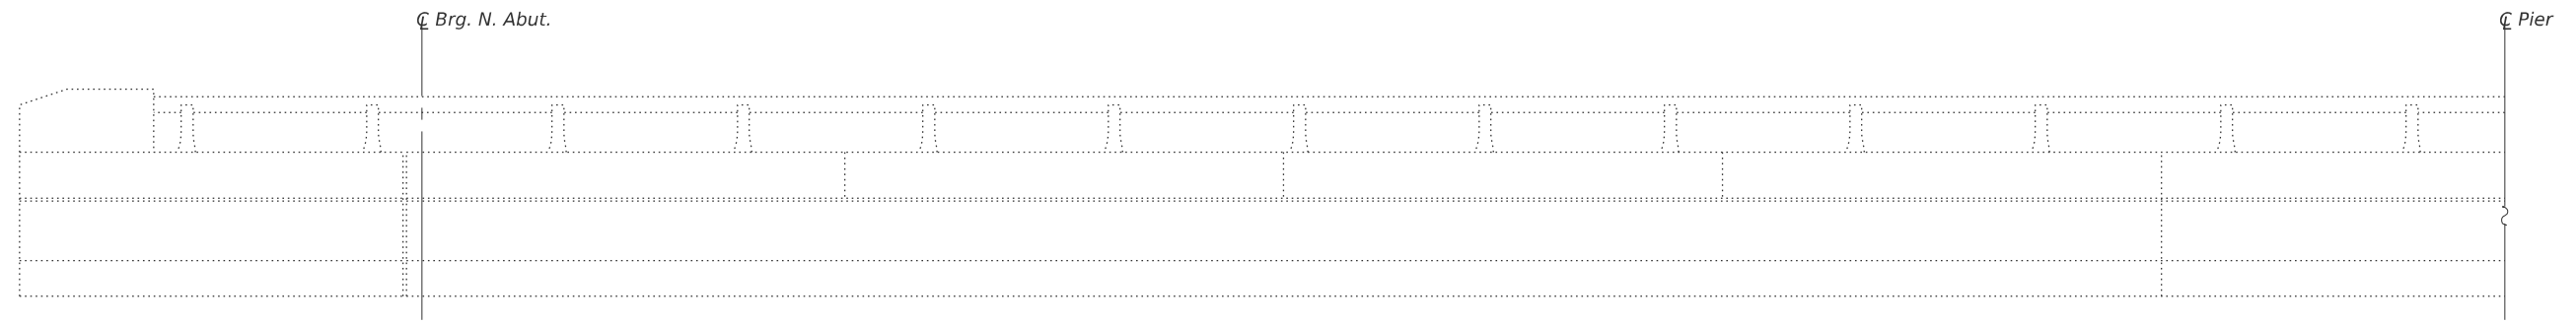 ℄ Brg. N. Abut.
℄ Pier